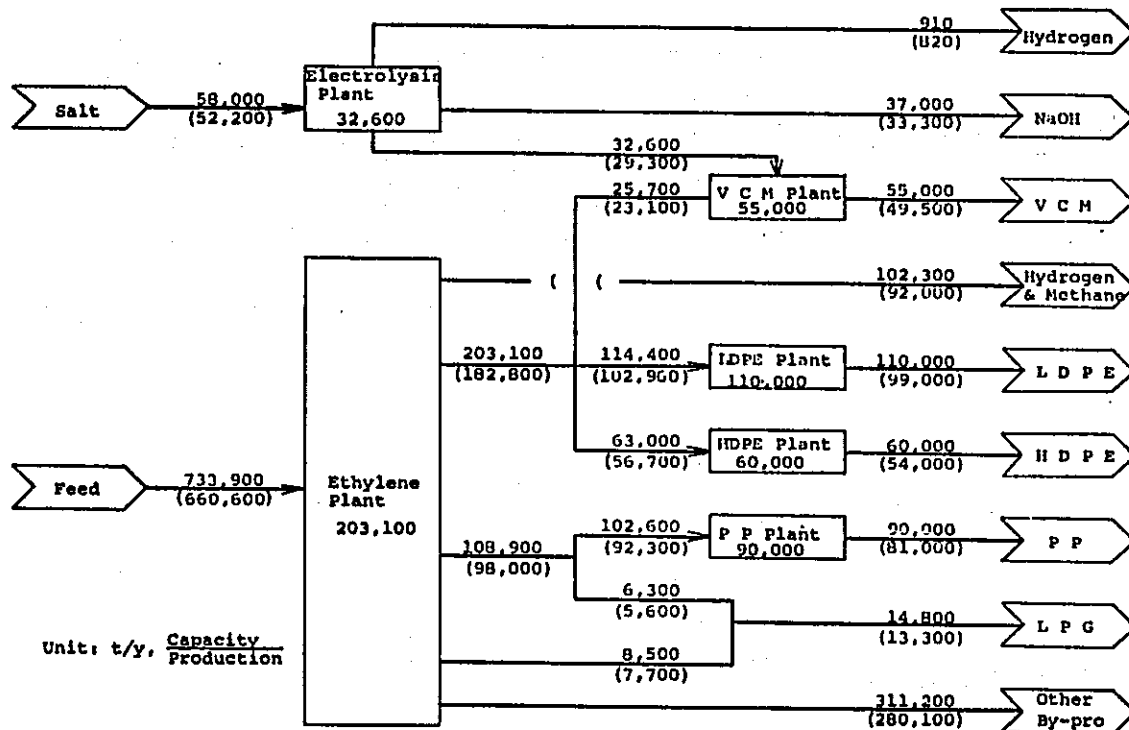 910
(820)
Hydrogen
Electrolysis
Plant
32,600
Salt
58,000
(52,200)
37,000
(33,300)
NaOH
32,600
(29,300)
25,700
(23,100)
V C M Plant
55,000
55,000
(49,500)
V C M
102,300
(92,000)
Hydrogen
& Methane
203,100
(182,800)
114,400
(102,900)
LDPE Plant
110,000
110,000
(99,000)
L D P E
63,000
(56,700)
HDPE Plant
60,000
60,000
(54,000)
H D P E
Feed
733,900
(660,600)
Ethylene
Plant
203,100
108,900
(98,000)
102,600
(92,300)
P P Plant
90,000
90,000
(81,000)
P P
6,300
(5,600)
14,800
(13,300)
L P G
8,500
(7,700)
Unit: t/y, Capacity
Production
311,200
(280,100)
Other
By-pro